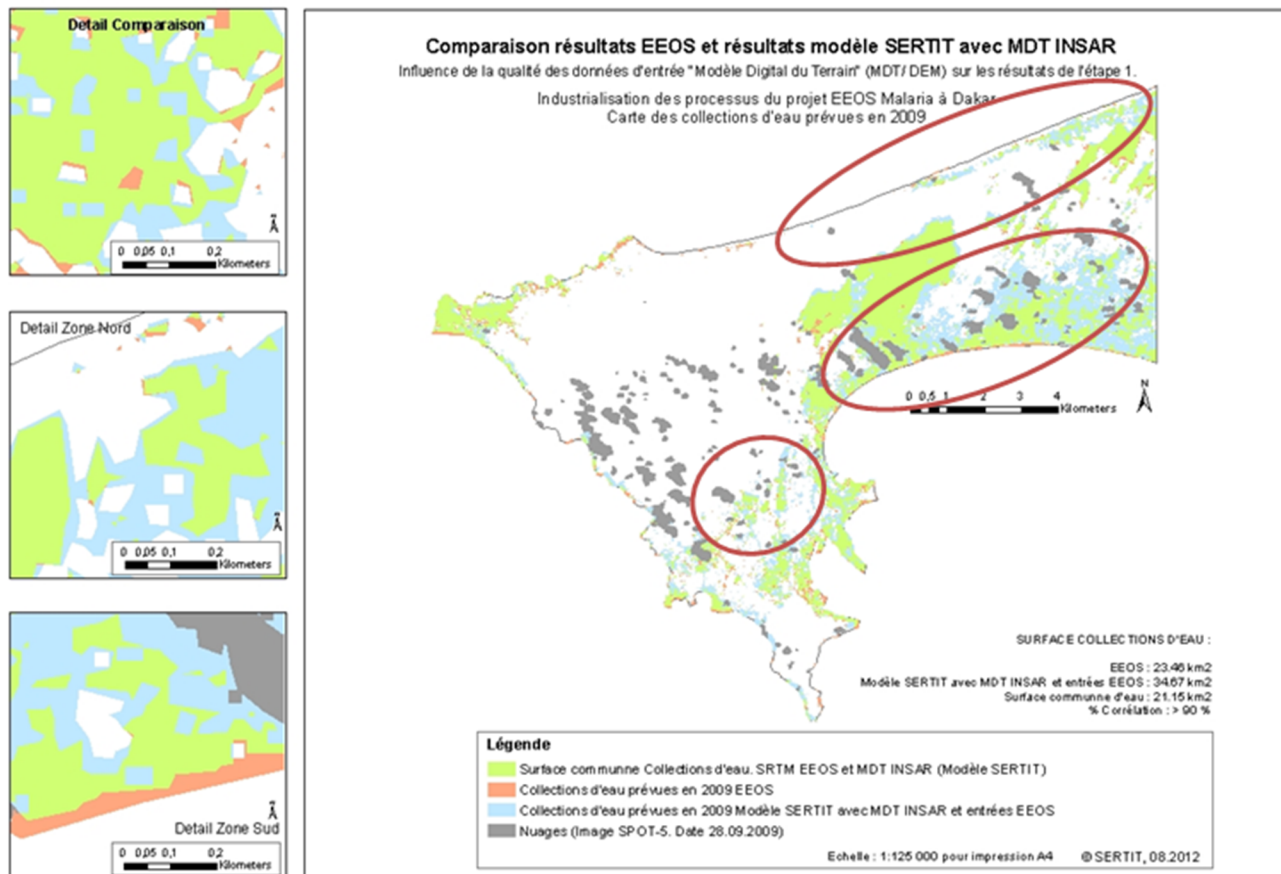 Detail Comparaison
0 0,05 0,1 0,2
Kilometers
Detail Zone Nord
0 0,05 0,1 0,2
Kilometers
Detail Zone Sud
0 0,05 0,1 0,2
Kilometers
Comparaison résultats EEOS et résultats modèle SERTIT avec MDT INSAR
Influence de la qualité des données d'entrée "Modèle Digital du Terrain" (MDT/ DEM) sur les résultats de l'étape 1.
Industrialisation des processus du projet EEOS Malaria à Dakar
Carte des collections d'eau prévues en 2009
0 0,5 1 2 3 4
Kilometers
N
SURFACE COLLECTIONS D'EAU :
EEOS : 23.46 km2
Modèle SERTIT avec MDT INSAR et entrées EEOS : 34.67 km2
Surface commune d'eau : 21.15 km2
% Corrélation : > 90 %
Légende
Surface commune Collections d'eau. SRTM EEOS et MDT INSAR (Modèle SERTIT)
Collections d'eau prévues en 2009 EEOS
Collections d'eau prévues en 2009 Modèle SERTIT avec MDT INSAR et entrées EEOS
Nuages (Image SPOT-5. Date 28.09.2009)
Echelle : 1:125 000 pour impression A4 © SERTIT, 08.2012